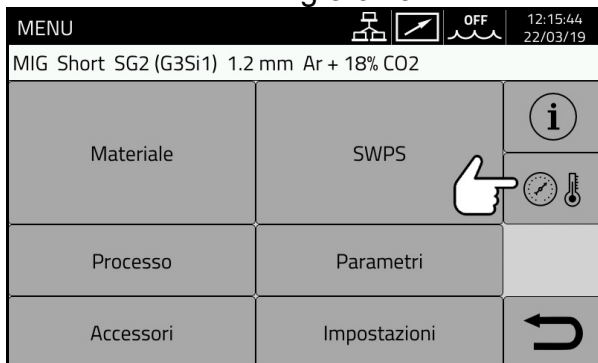 MENU OFF 12:15:44
22/03/19
MIG Short SG2 (G3Si1) 1.2 mm Ar + 18% CO2
i
Materiale SWPS
Processo Parametri
Accessori Impostazioni